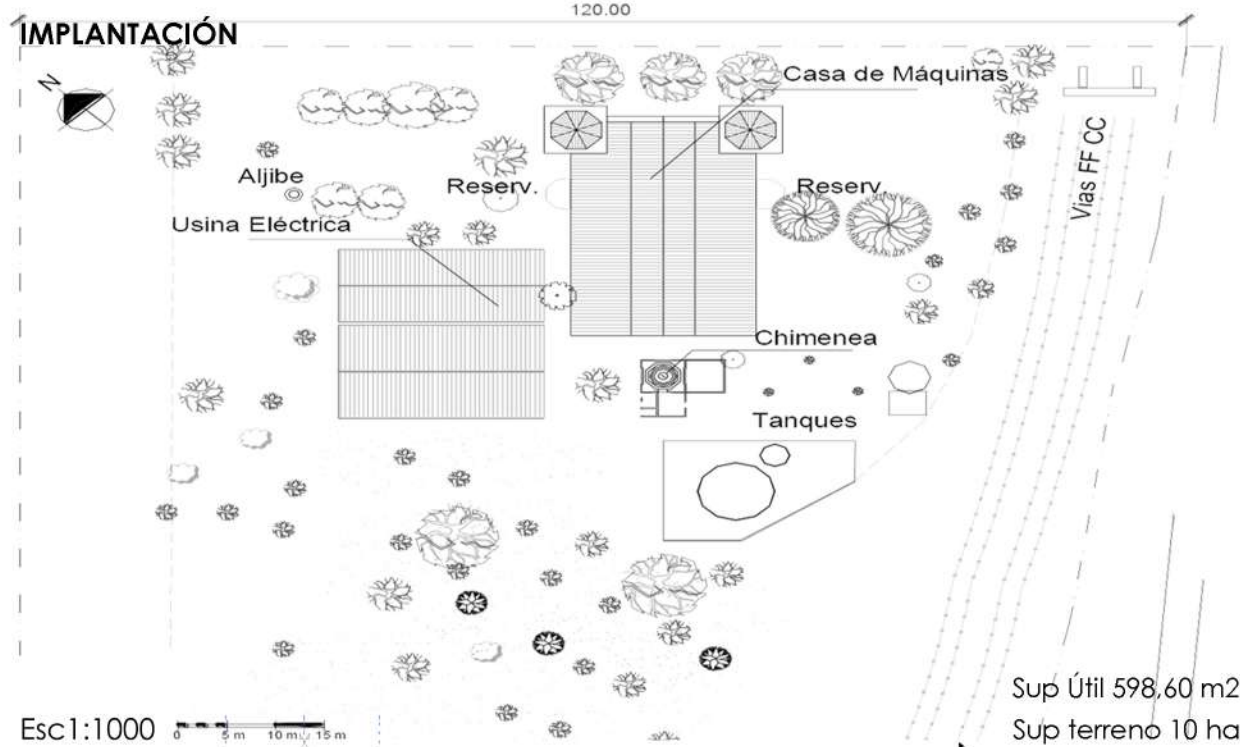 120.00
IMPLANTACIÓN
N
Casa de Máquinas
Vias FF CC
Aljibe
Reserv.
Reserv.
Usina Eléctrica
Chimenea
Tanques
Sup Útil 598,60 m2
Esc1:1000
0 5 m 10 m 15 m
Sup terreno 10 ha